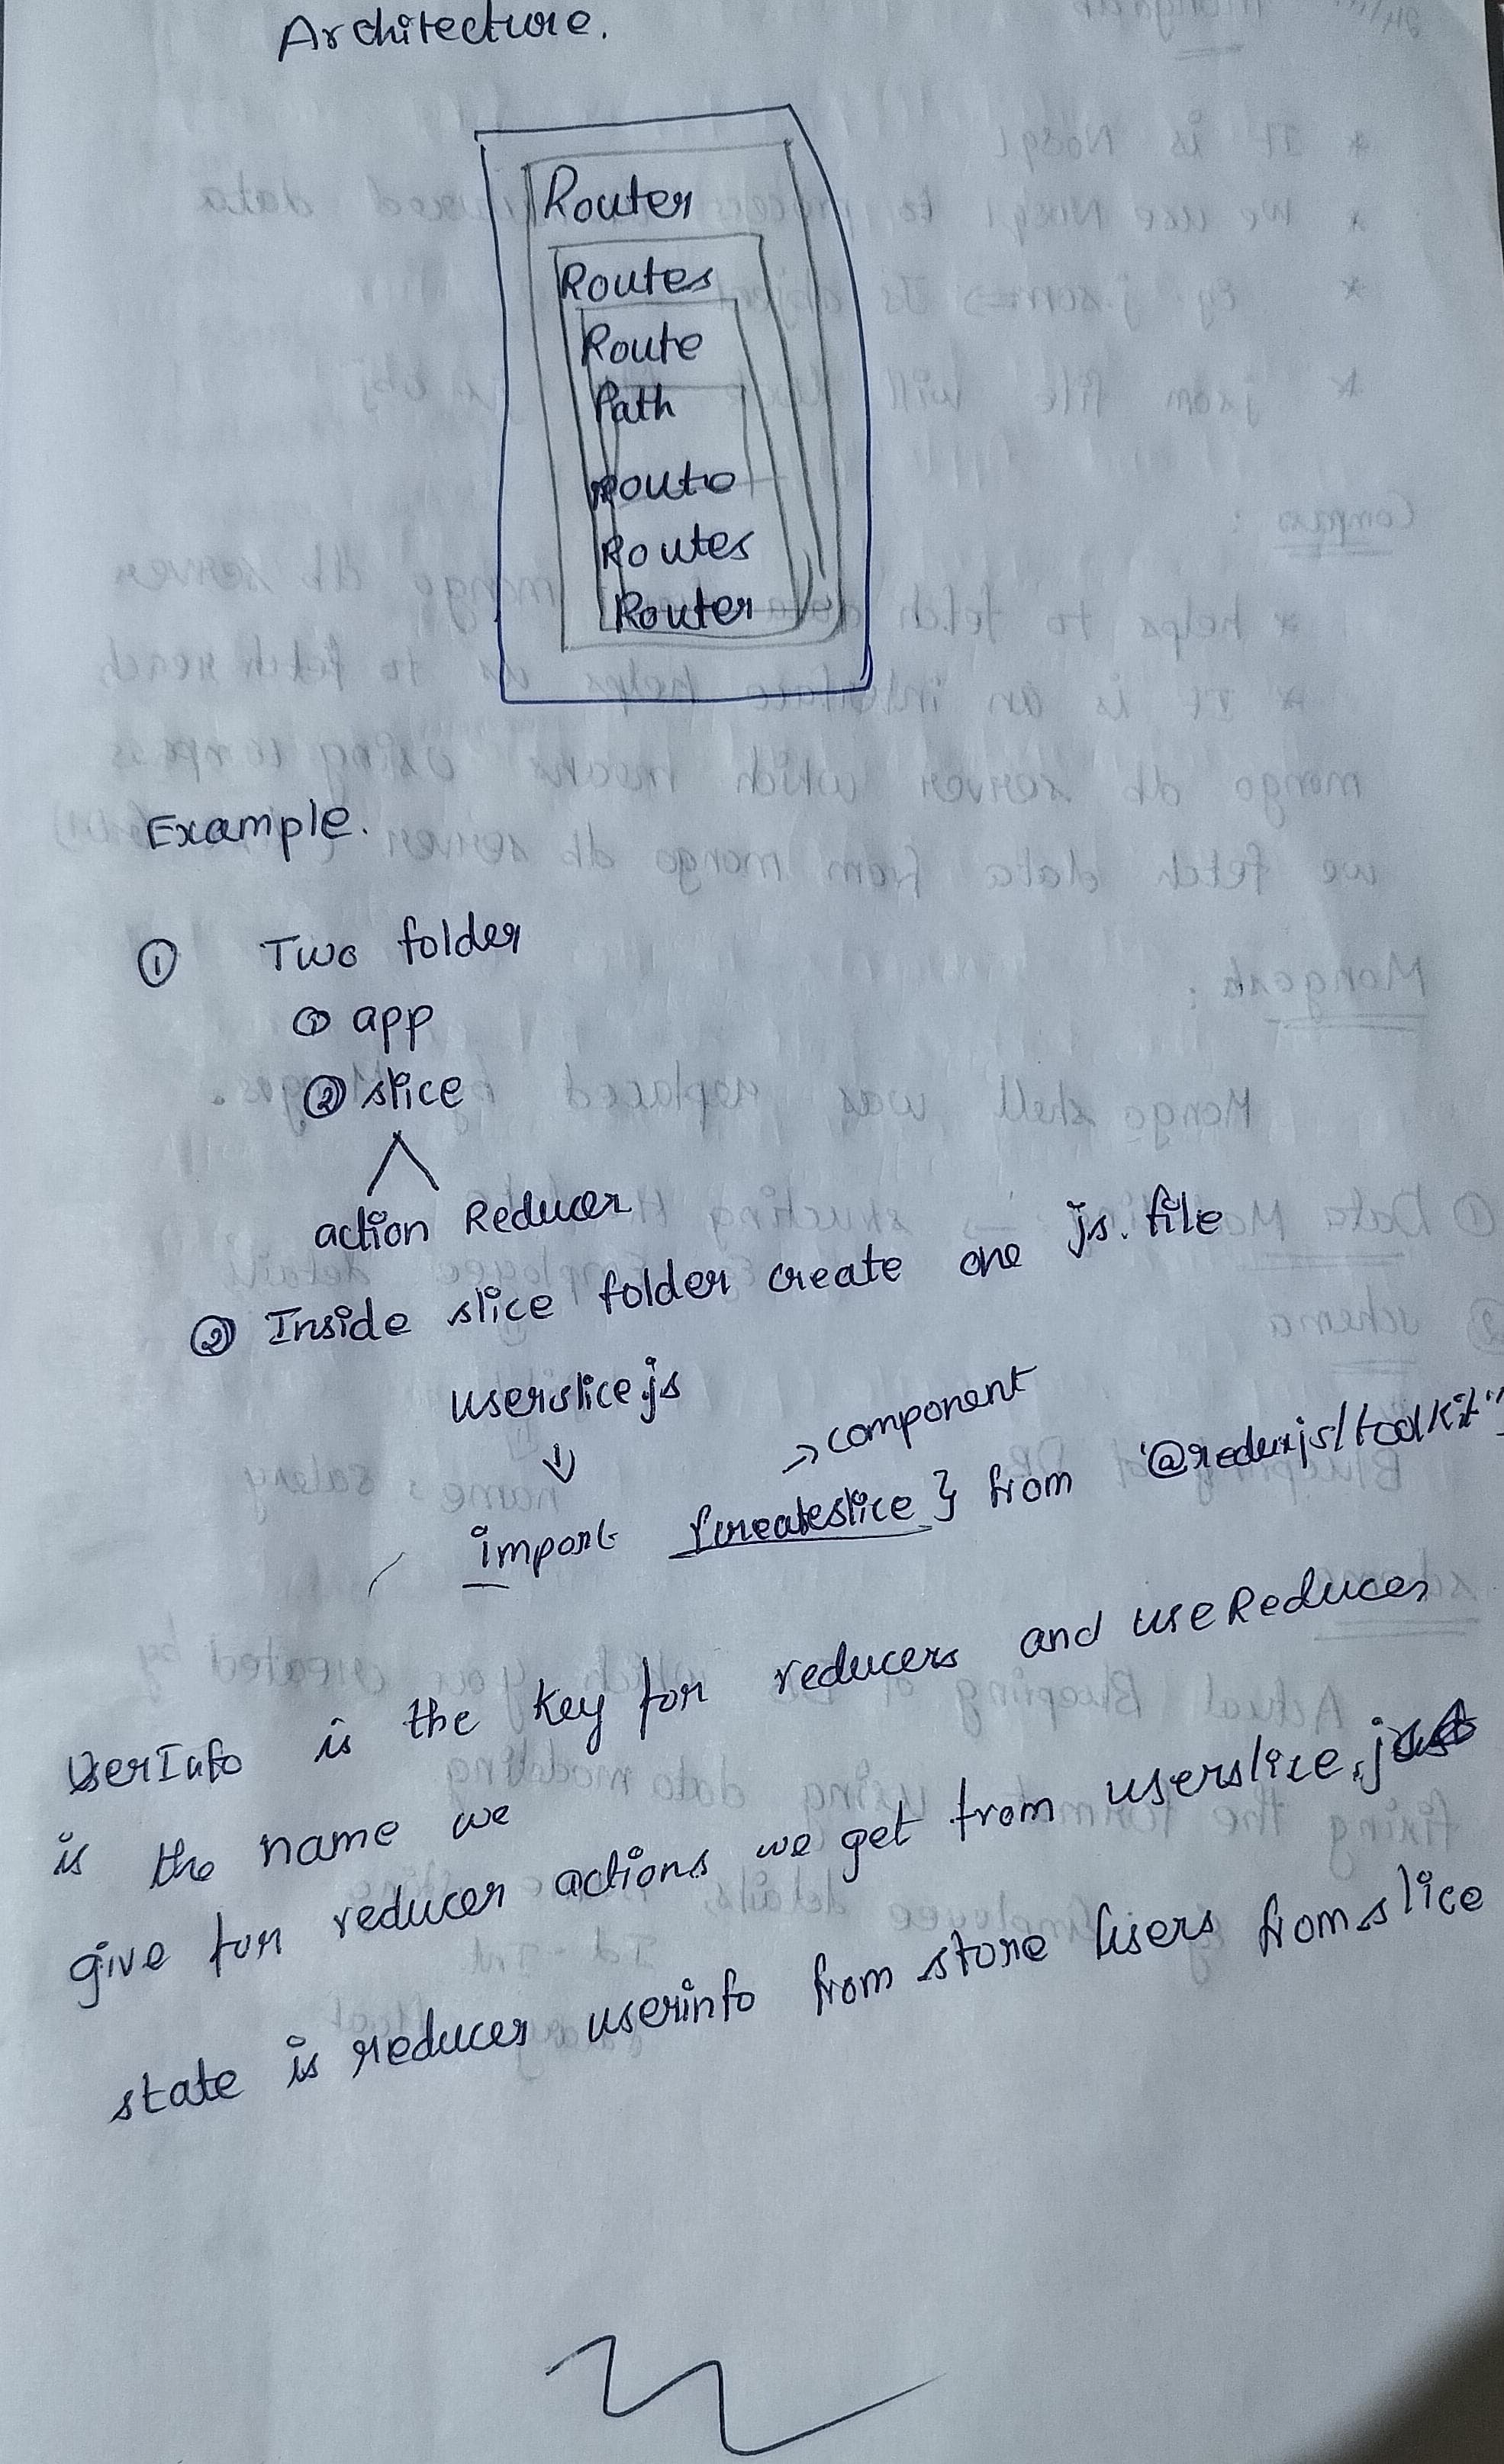 Architecture.
Router
Routes
Route
Path
Route
Routes
Router
Example.
① Two folder
① app
② slice
action Reducer
② Inside slice folder create one js. file
userslice.js
→ component
import {createslice } from '@reduxjs/toolkit"
UserInfo is the key for reducers and useReducer
is the name we
give for reducer actions we get from userslice.
state is reducer userinfo from store Users from slice